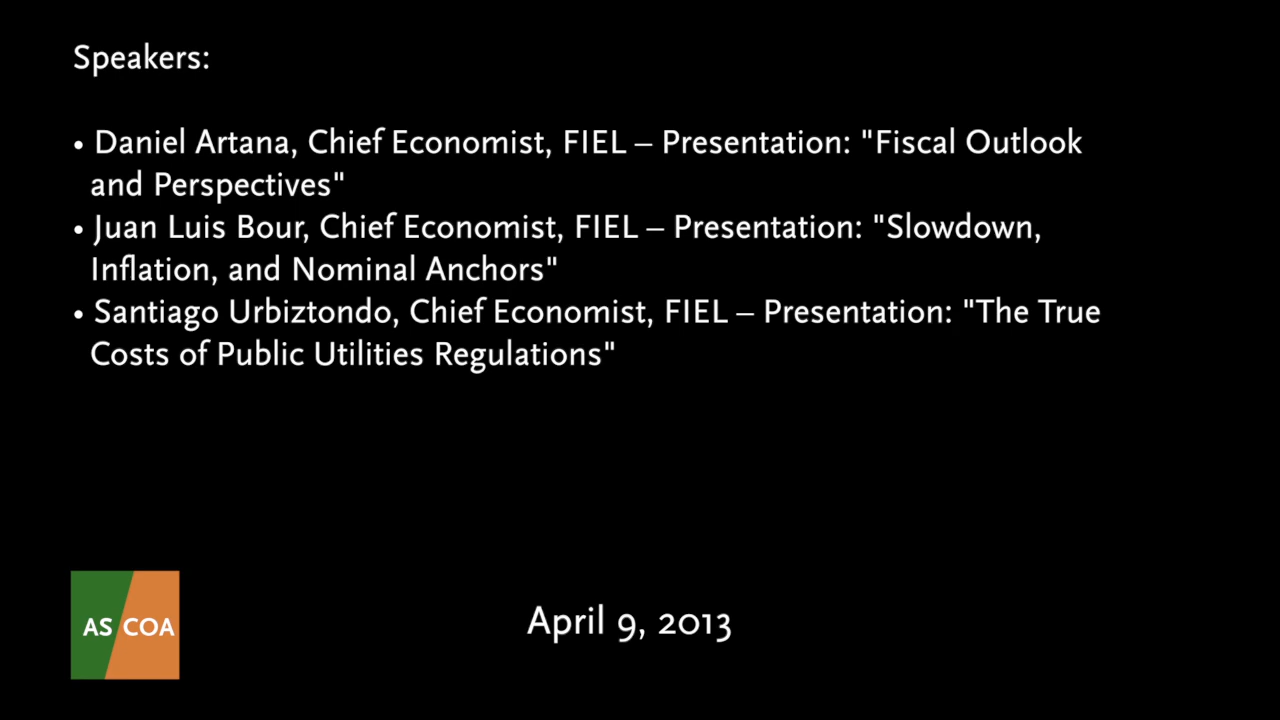 Speakers:
• Daniel Artana, Chief Economist, FIEL – Presentation: "Fiscal Outlook
and Perspectives"
• Juan Luis Bour, Chief Economist, FIEL – Presentation: "Slowdown,
Inflation, and Nominal Anchors"
• Santiago Urbiztondo, Chief Economist, FIEL – Presentation: "The True
Costs of Public Utilities Regulations"
AS COA
April 9, 2013